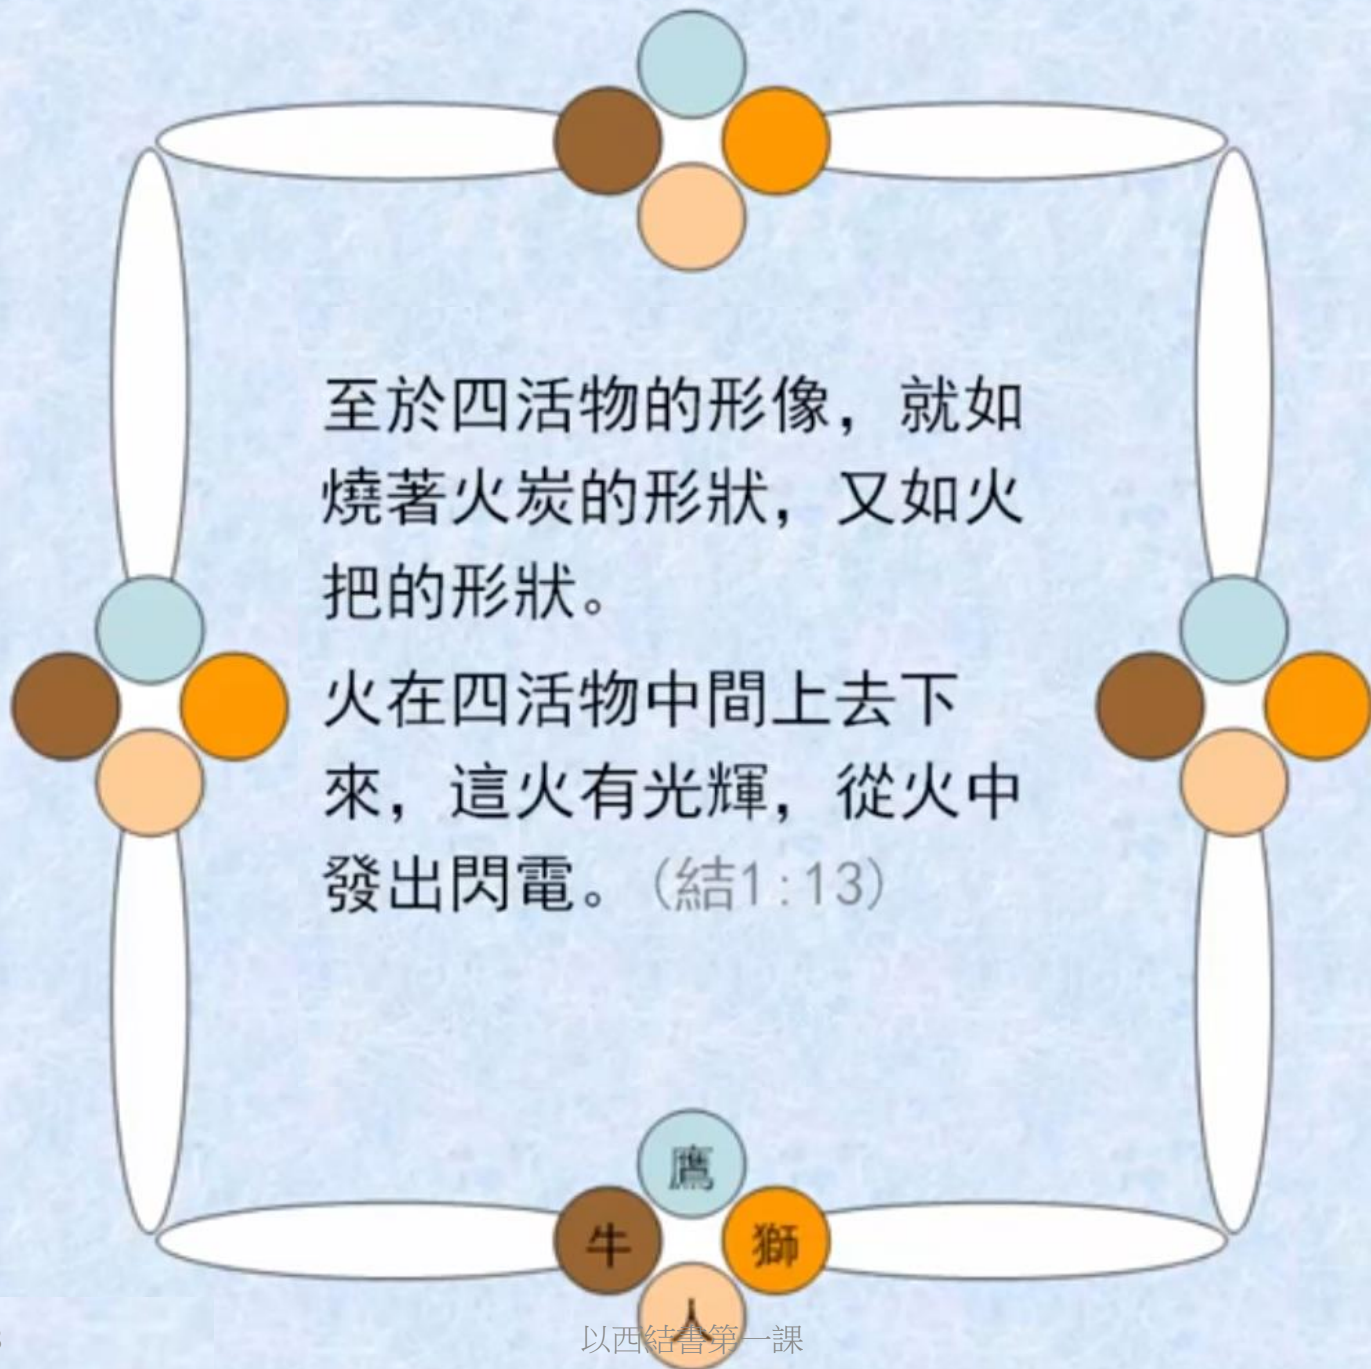 至於四活物的形像，就如
燒著火炭的形狀，又如火
把的形狀。
火在四活物中間上去下
來，這火有光輝，從火中
發出閃電。(結1:13)
鷹
牛
獅
人
以西結書第一課